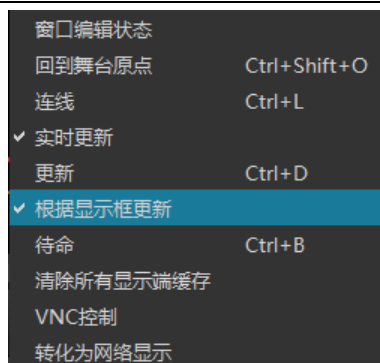 窗口编辑状态
回到舞台原点 Ctrl+Shift+O
连线 Ctrl+L
实时更新
更新 Ctrl+D
根据显示框更新
待命 Ctrl+B
清除所有显示端缓存
VNC控制
转化为网络显示